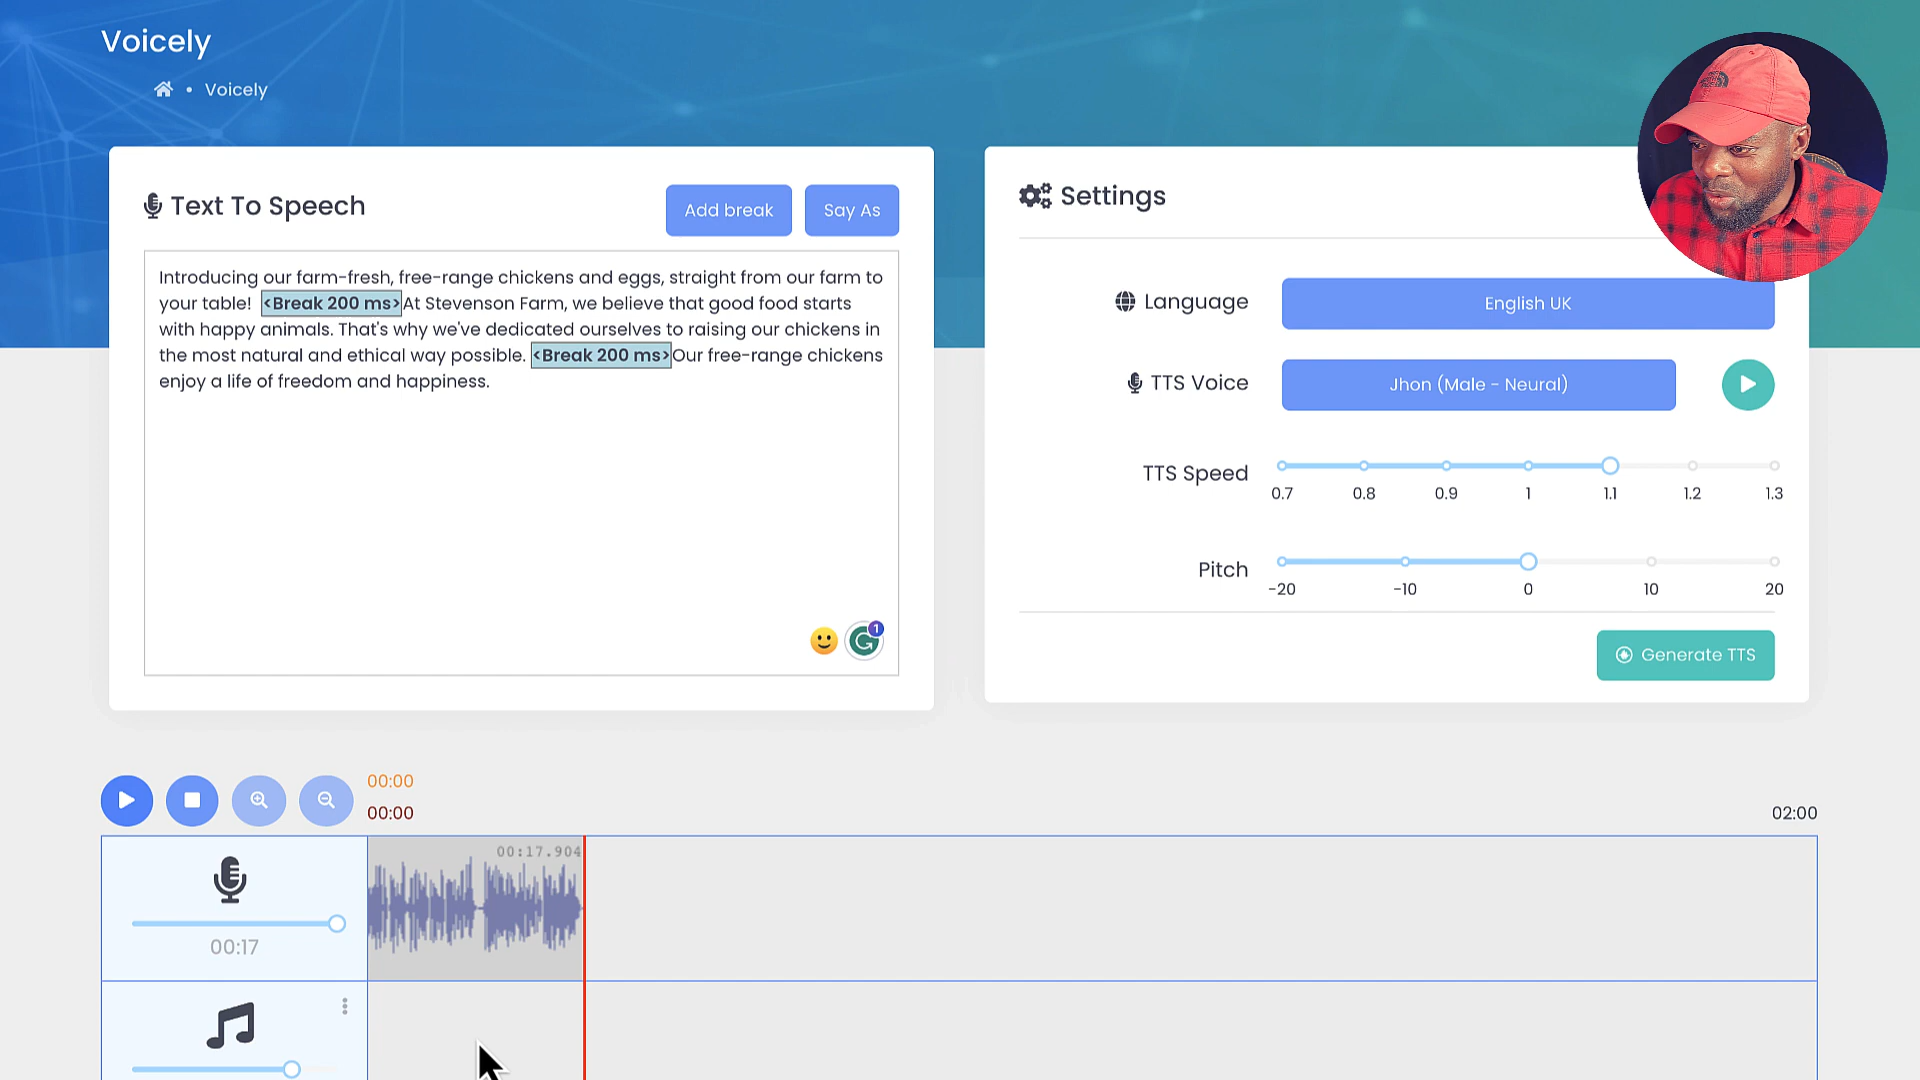 Voicely
• Voicely
Text To Speech
Add break
Say As
Introducing our farm-fresh, free-range chickens and eggs, straight from our farm to
your table! <Break 200 ms>At Stevenson Farm, we believe that good food starts
with happy animals. That's why we've dedicated ourselves to raising our chickens in
the most natural and ethical way possible. <Break 200 ms>Our free-range chickens
enjoy a life of freedom and happiness.
1
Settings
Language
English UK
TTS Voice
Jhon (Male - Neural)
TTS Speed
0.7 0.8 0.9 1 1.1 1.2 1.3
Pitch
-20 -10 0 10 20
Generate TTS
00:00
00:00
02:00
00:17.904
00:17